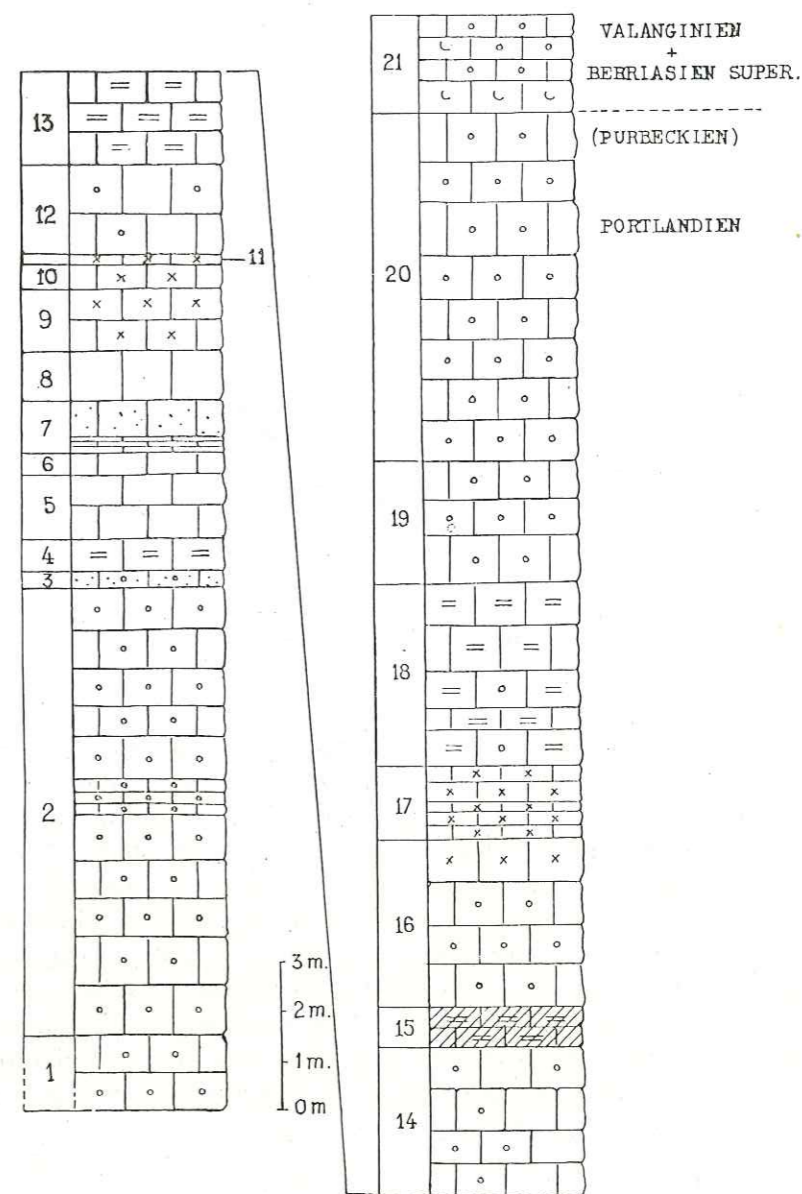 13
12
11
10
9
8
7
6
5
4
3
2
1
3 m.
2 m.
1 m.
0 m
21
20
19
18
17
16
15
14
VALANGINIEN
+
BERRIASIEN SUPER.
(PURBECKIEN)
PORTLANDIEN